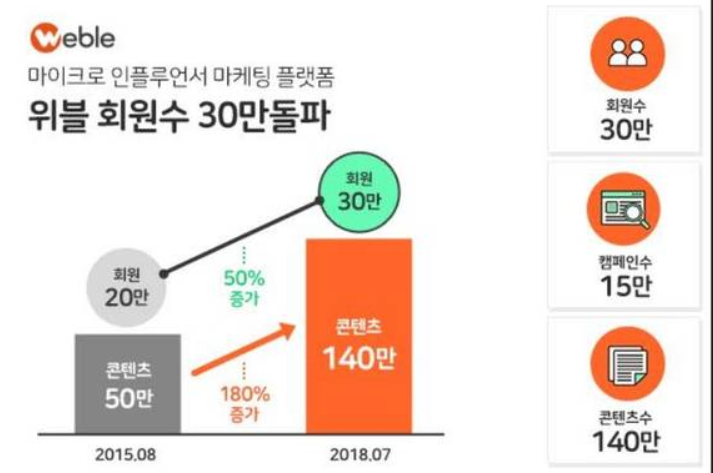 Weble
마이크로 인플루언서 마케팅 플랫폼
위블 회원수 30만돌파
회원
20만
회원
30만
50%
증가
콘텐츠
50만
180%
증가
콘텐츠
140만
2015.08
2018.07
회원수
30만
캠페인수
15만
콘텐츠수
140만